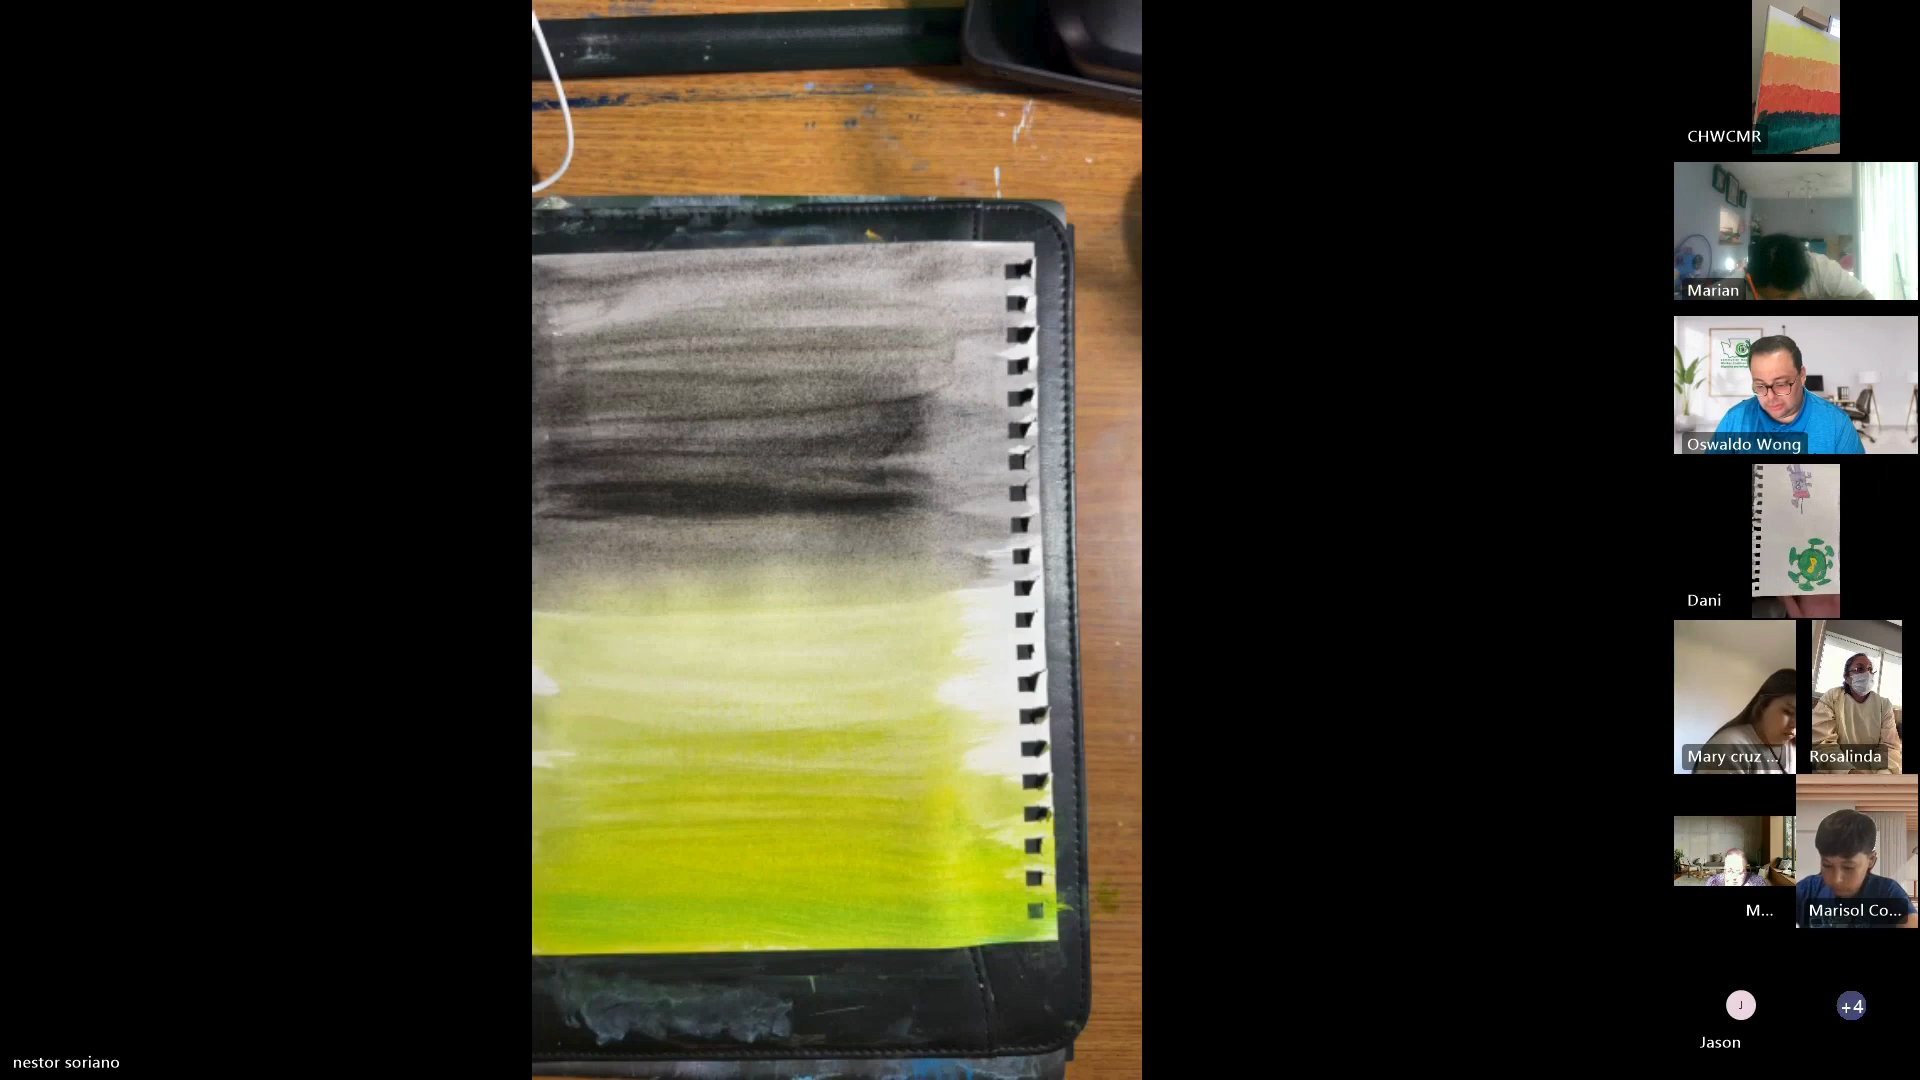 CHWCMR
Marian
Oswaldo Wong
Dani
Mary cruz ...
Rosalinda
M...
Marisol Co...
J
+4
Jason
nestor soriano